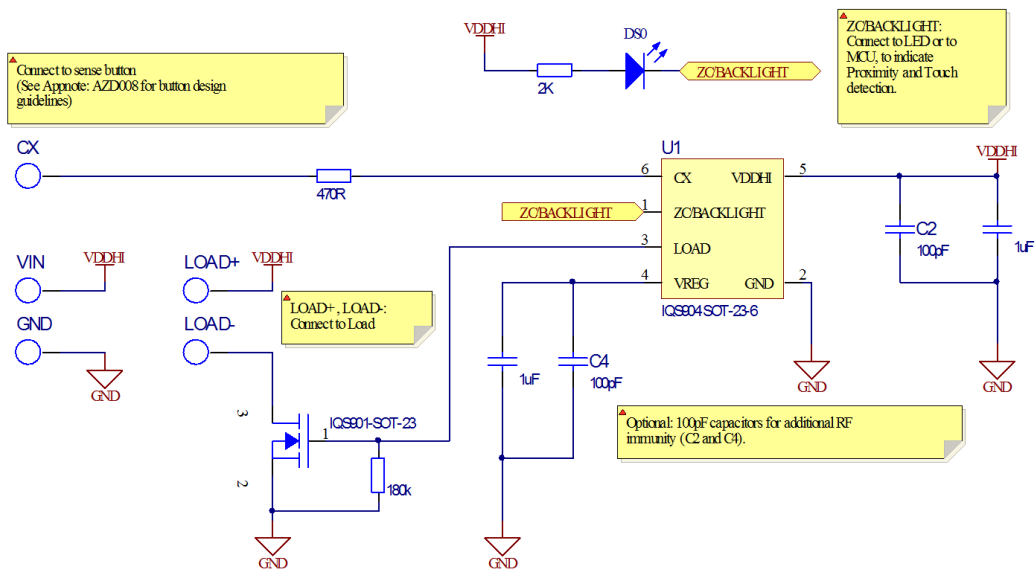 VDDHI
DS0
2K
ZC/BACKLIGHT
ZC/BACKLIGHT:
Connect to LED or to
MCU, to indicate
Proximity and Touch
detection.
Connect to sense button
(See Appnote: AZD008 for button design
guidelines)
CX
470R
U1
6
CX
VDDHI
5
VDDHI
ZC/BACKLIGHT
1
ZC/BACKLIGHT
3
LOAD
4
VREG
GND
2
IQS904 SOT-23-6
C2
100pF
1uF
GND
GND
VIN
VDDHI
LOAD+
VDDHI
GND
GND
LOAD-
LOAD+ , LOAD-:
Connect to Load
3
IQS901-SOT-23
1
2
180k
GND
1uF
C4
100pF
GND
Optional: 100pF capacitors for additional RF
immunity (C2 and C4).